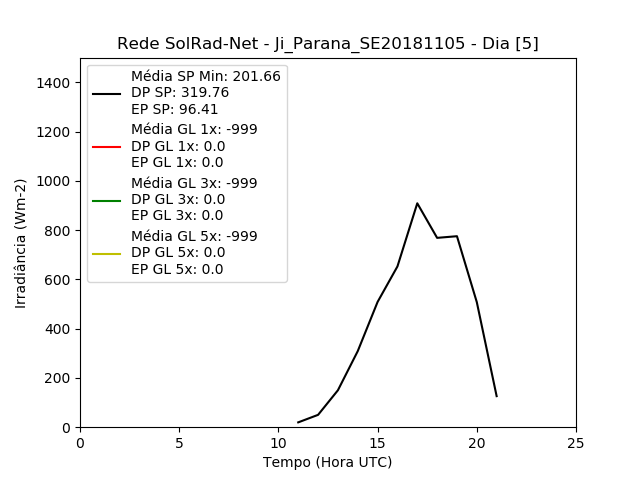 Rede SolRad-Net - Ji_Parana_SE20181105 - Dia [5]
Média SP Min: 201.66
DP SP: 319.76
EP SP: 96.41
Média GL 1x: -999
DP GL 1x: 0.0
EP GL 1x: 0.0
Média GL 3x: -999
DP GL 3x: 0.0
EP GL 3x: 0.0
Média GL 5x: -999
DP GL 5x: 0.0
EP GL 5x: 0.0
Irradiância (Wm-2)
1400
1200
1000
800
600
400
200
0
0 5 10 15 20 25
Tempo (Hora UTC)